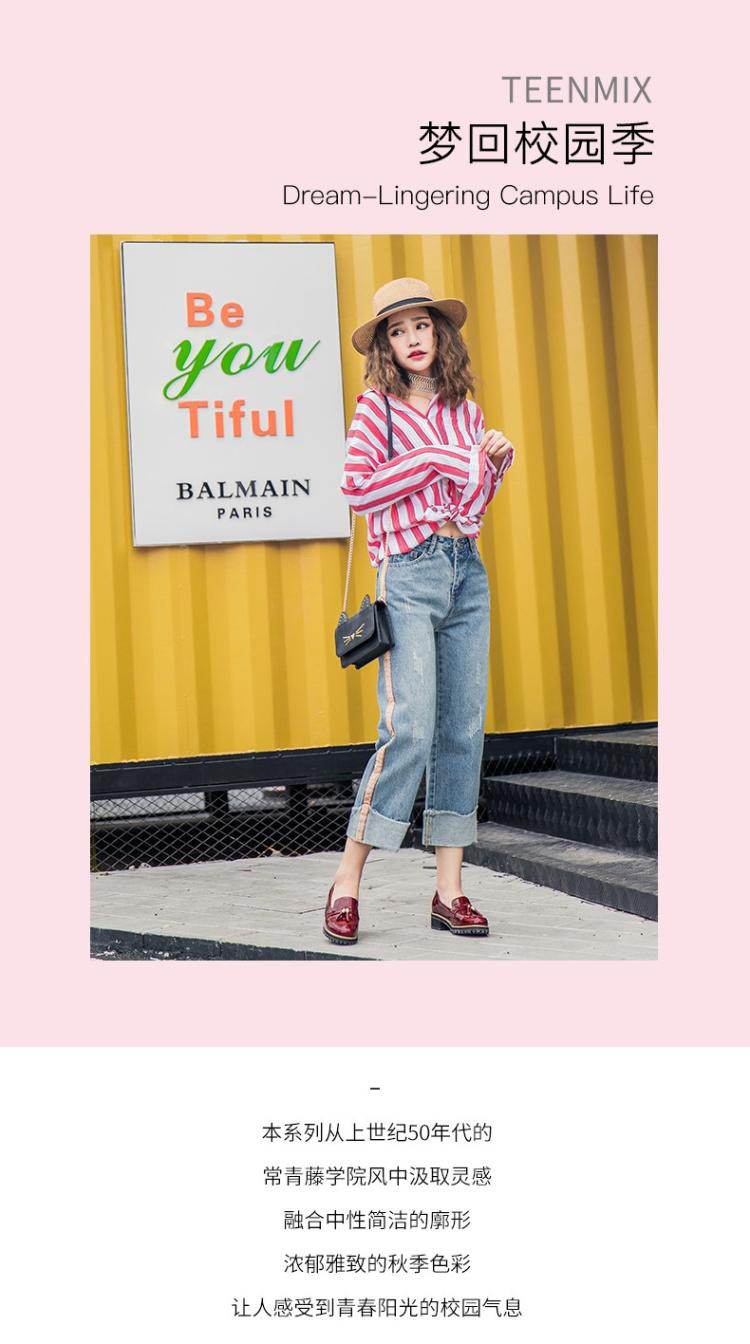 TEENMIX
梦回校园季
Dream-Lingering Campus Life
Be
you
Tiful
BALMAIN
PARIS
–
本系列从上世纪50年代的
常青藤学院风中汲取灵感
融合中性简洁的廓形
浓郁雅致的秋季色彩
让人感受到青春阳光的校园气息